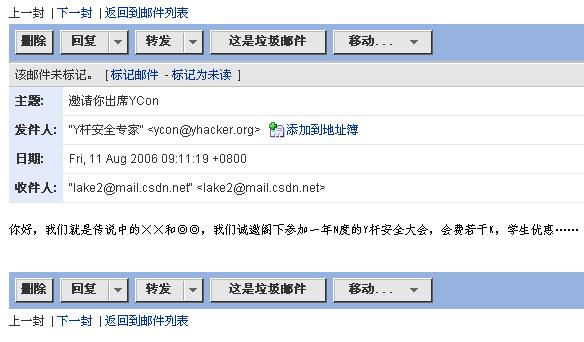 上一封 | 下一封 | 返回到邮件列表
删除 回复 转发 这是垃圾邮件 移动...
该邮件未标记。 [ 标记邮件 - 标记为未读 ]
主题: 邀请你出席YCon
发件人: "Y杆安全专家" <ycon@yhacker.org> 添加到地址簿
日期: Fri, 11 Aug 2006 09:11:19 +0800
收件人: "lake2@mail.csdn.net" <lake2@mail.csdn.net>
你好，我们就是传说中的××和◎◎，我们诚邀阁下参加一年N度的Y杆安全大会，会费若干K，学生优惠……
删除 回复 转发 这是垃圾邮件 移动...
上一封 | 下一封 | 返回到邮件列表